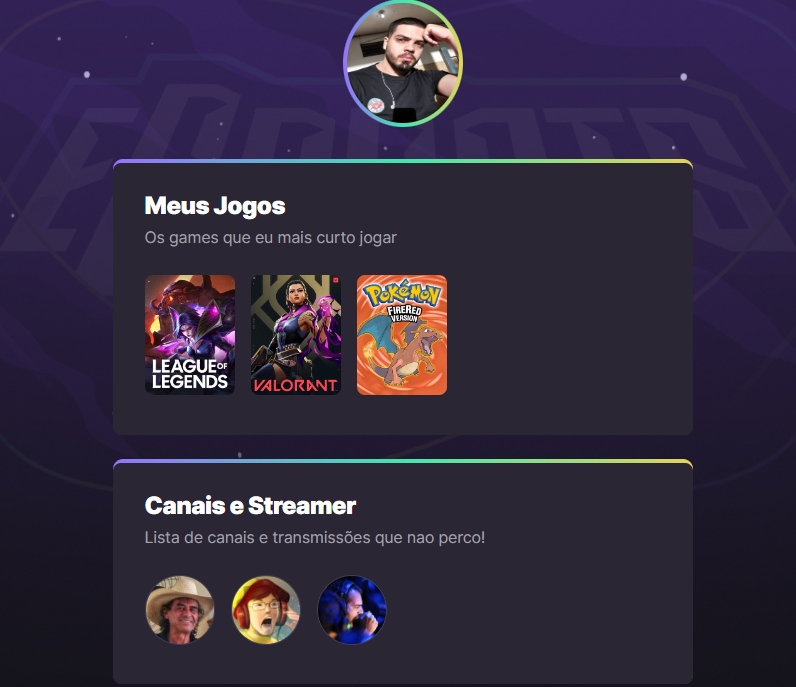 ESPORTS
Meus Jogos
Os games que eu mais curto jogar
LEAGUE OF
LEGENDS
VALORANT
POKéMON
FIRERED
VERSION
Canais e Streamer
Lista de canais e transmissões que nao perco!